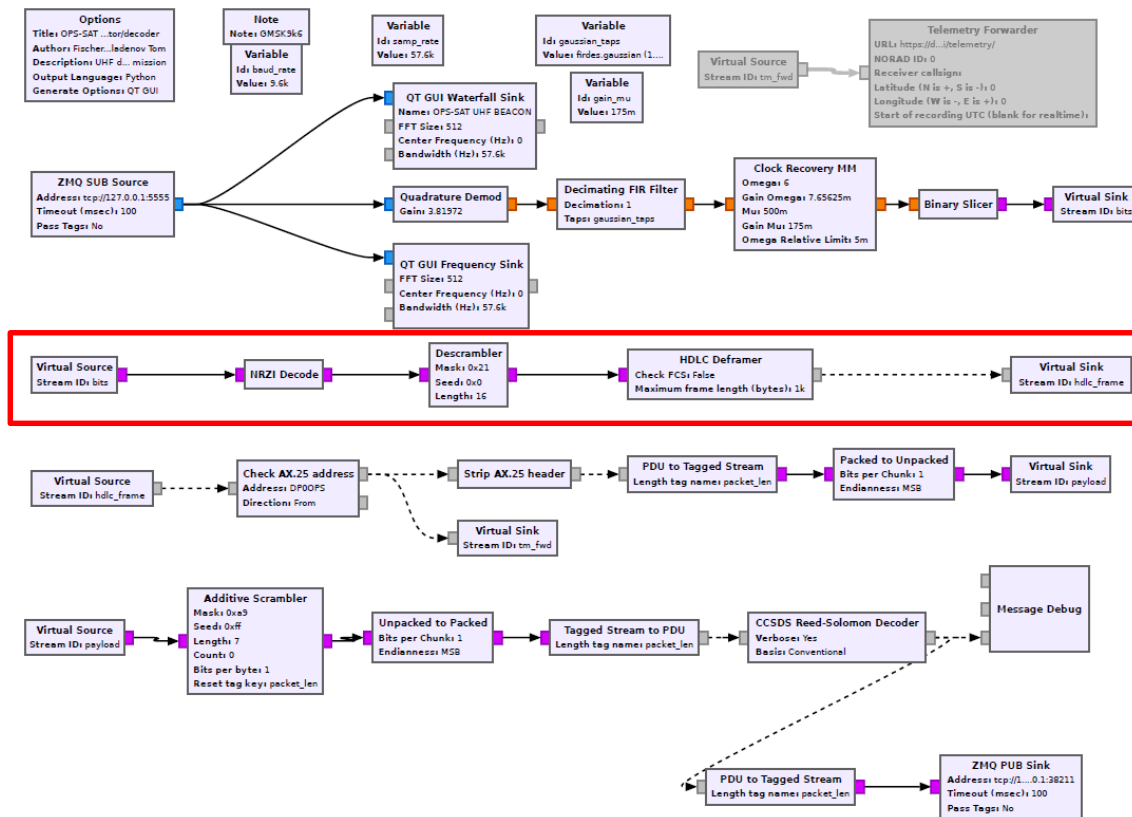 Options
Title: OPS-SAT ...tor/decoder
Author: Fischer...ladenov Tom
Description: UHF d... mission
Output Language: Python
Generate Options: QT GUI
Note
Note: GMSK9k6
Variable
Id: baud_rate
Value: 9.6k
Variable
Id: samp_rate
Value: 57.6k
Variable
Id: gaussian_taps
Value: firdes.gaussian (1....
Variable
Id: gain_mu
Value: 175m
Virtual Source
Stream ID: tm_fwd
Telemetry Forwarder
URL: https://d...i/telemetry/
NORAD ID: 0
Receiver callsign:
Latitude (N is +, S is -): 0
Longitude (W is -, E is +): 0
Start of recording UTC (blank for realtime):
QT GUI Waterfall Sink
Name: OPS-SAT UHF BEACON
FFT Size: 512
Center Frequency (Hz): 0
Bandwidth (Hz): 57.6k
ZMQ SUB Source
Address: tcp://127.0.0.1:5555
Timeout (msec): 100
Pass Tags: No
Quadrature Demod
Gain: 3.81972
Decimating FIR Filter
Decimation: 1
Taps: gaussian_taps
Clock Recovery MM
Omega: 6
Gain Omega: 7.65625m
Mu: 500m
Gain Mu: 175m
Omega Relative Limit: 5m
Binary Slicer
Virtual Sink
Stream ID: bits
QT GUI Frequency Sink
FFT Size: 512
Center Frequency (Hz): 0
Bandwidth (Hz): 57.6k
Virtual Source
Stream ID: bits
NRZI Decode
Descrambler
Mask: 0x21
Seed: 0x0
Length: 16
HDLC Deframer
Check FCS: False
Maximum frame length (bytes): 1k
Virtual Sink
Stream ID: hdlc_frame
Virtual Source
Stream ID: hdlc_frame
Check AX.25 address
Address: DP0OPS
Direction: From
Strip AX.25 header
PDU to Tagged Stream
Length tag name: packet_len
Packed to Unpacked
Bits per Chunk: 1
Endianness: MSB
Virtual Sink
Stream ID: payload
Virtual Sink
Stream ID: tm_fwd
Virtual Source
Stream ID: payload
Additive Scrambler
Mask: 0xa9
Seed: 0xff
Length: 7
Count: 0
Bits per byte: 1
Reset tag key: packet_len
Unpacked to Packed
Bits per Chunk: 1
Endianness: MSB
Tagged Stream to PDU
Length tag name: packet_len
CCSDS Reed-Solomon Decoder
Verbose: Yes
Basis: Conventional
Message Debug
PDU to Tagged Stream
Length tag name: packet_len
ZMQ PUB Sink
Address: tcp://1....0.1:38211
Timeout (msec): 100
Pass Tags: No